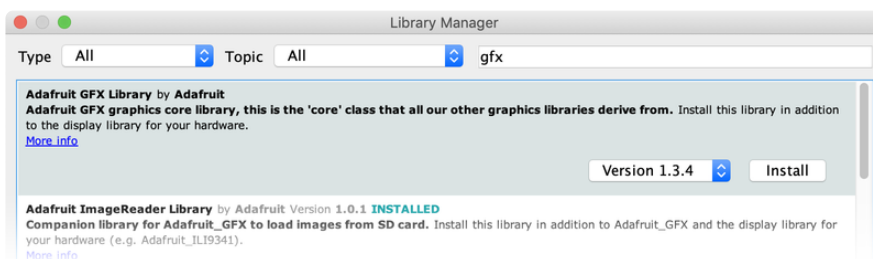 Library Manager
Type All Topic All gfx
Adafruit GFX Library by Adafruit
Adafruit GFX graphics core library, this is the 'core' class that all our other graphics libraries derive from. Install this library in addition
to the display library for your hardware.
More info
Version 1.3.4 Install
Adafruit ImageReader Library by Adafruit Version 1.0.1 INSTALLED
Companion library for Adafruit_GFX to load images from SD card. Install this library in addition to Adafruit_GFX and the display library for
your hardware (e.g. Adafruit_ILI9341).
More info